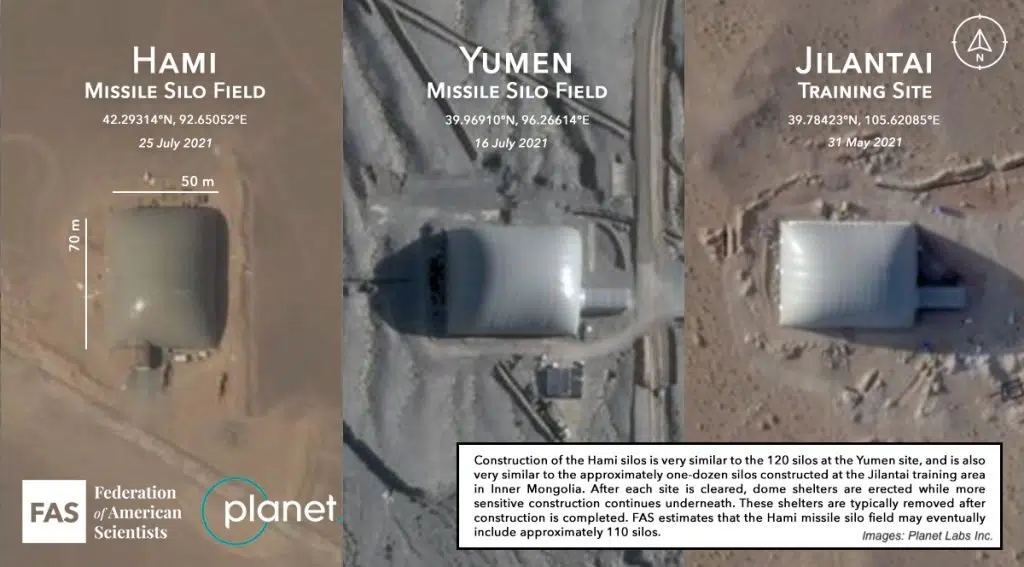 HAMI
MISSILE SILO FIELD
42.29314°N, 92.65052°E
25 July 2021
50 m
70 m
YUMEN
MISSILE SILO FIELD
39.96910°N, 96.26614°E
16 July 2021
JILANTAI
TRAINING SITE
39.78423°N, 105.62085°E
31 May 2021
N
Construction of the Hami silos is very similar to the 120 silos at the Yumen site, and is also
very similar to the approximately one-dozen silos constructed at the Jilantai training area
in Inner Mongolia. After each site is cleared, dome shelters are erected while more
sensitive construction continues underneath. These shelters are typically removed after
construction is completed. FAS estimates that the Hami missile silo field may eventually
include approximately 110 silos.
Images: Planet Labs Inc.
FAS
Federation
of American
Scientists
planet.